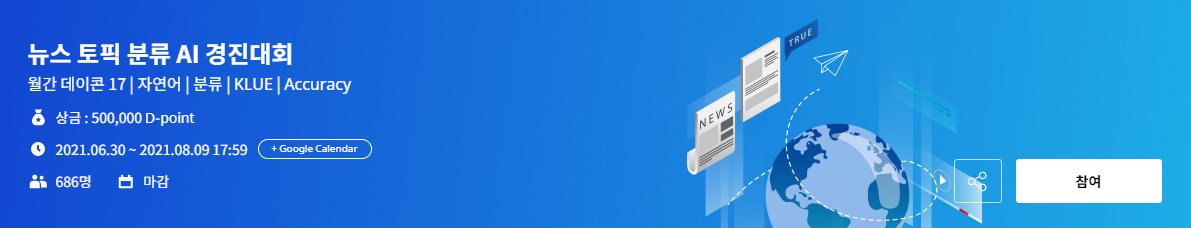 뉴스 토픽 분류 AI 경진대회
월간 데이콘 17 | 자연어 | 분류 | KLUE | Accuracy
상금 : 500,000 D-point
2021.06.30 ~ 2021.08.09 17:59
+ Google Calendar
686명
마감
TRUE
NEWS
참여